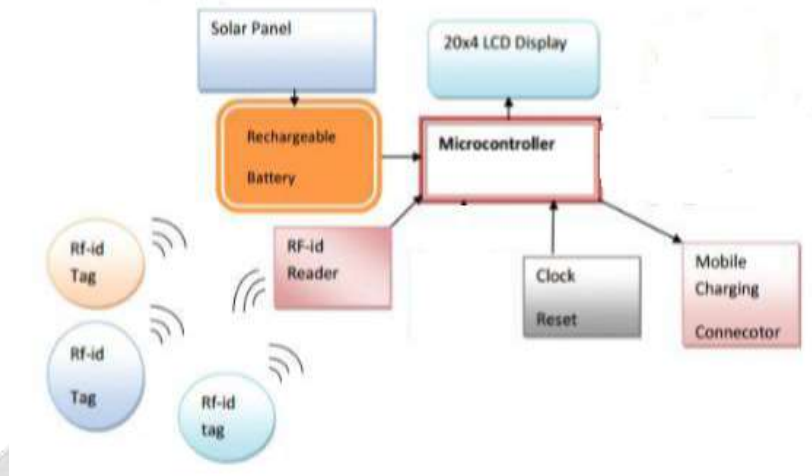 Solar Panel
20x4 LCD Display
Rechargeable
Battery
Microcontroller
Rf-id
Tag
RF-id
Reader
Clock
Reset
Mobile
Charging
Connecotor
Rf-id
Tag
Rf-id
tag